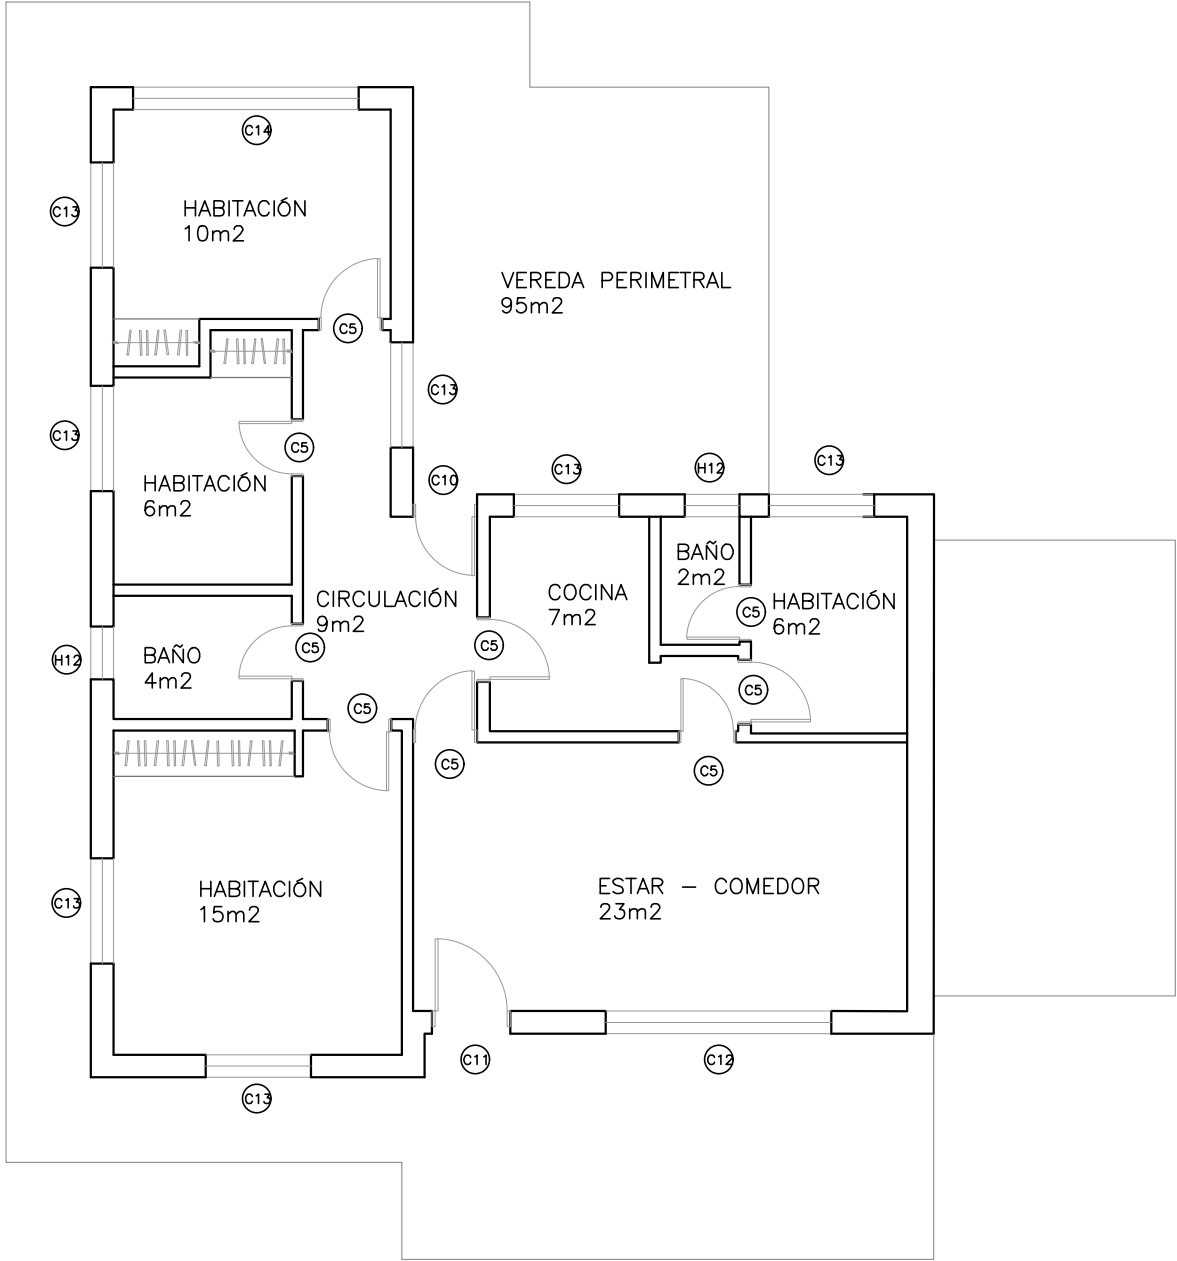 C14
C13
HABITACIÓN
10m2
VEREDA PERIMETRAL
95m2
C5
C13
C13
C5
C13
H12
C13
C10
HABITACIÓN
6m2
BAÑO
2m2
COCINA
7m2
CIRCULACIÓN
9m2
HABITACIÓN
6m2
C5
C5
C5
BAÑO
4m2
H12
C5
C5
C5
C5
HABITACIÓN
15m2
ESTAR - COMEDOR
23m2
C13
C11
C12
C13